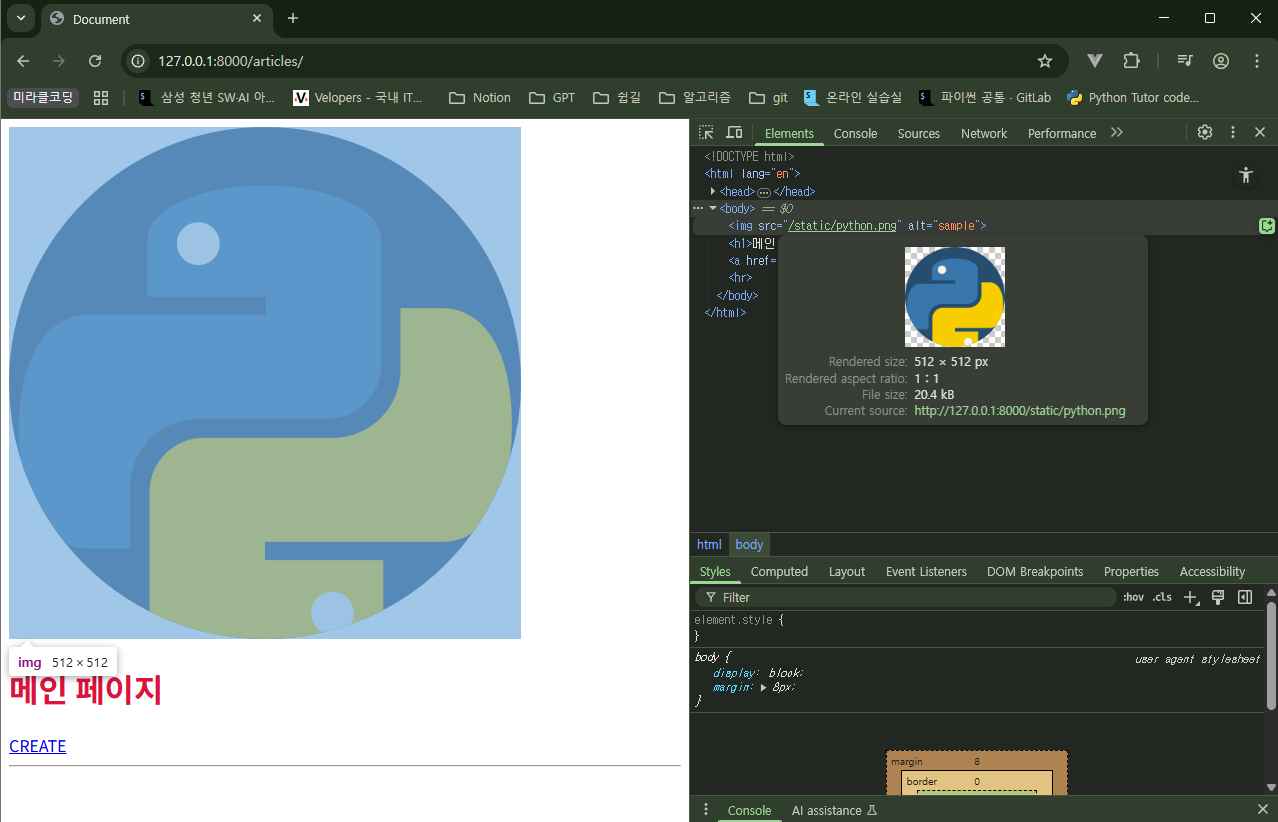 Document
127.0.0.1:8000/articles/
미라클코딩
삼성 청년 SW·AI 아...
Velopers - 국내 IT...
Notion
GPT
쉽길
알고리즘
git
온라인 실습실
파이썬 공통 · GitLab
Python Tutor code...
img 512 × 512
메인 페이지
CREATE
Elements Console Sources Network Performance
<!DOCTYPE html>
<html lang="en">
<head> </head>
<body> == $0
<img src="/static/python.png" alt="sample">
<h1>메인
<a href=
<hr>
</body>
</html>
Rendered size: 512 × 512 px
Rendered aspect ratio: 1∶1
File size: 20.4 kB
Current source: http://127.0.0.1:8000/static/python.png
html body
Styles Computed Layout Event Listeners DOM Breakpoints Properties Accessibility
Filter :hov .cls
element.style {
}
body { user agent stylesheet
display: block;
margin: 8px;
}
margin 8
border 0
Console AI assistance